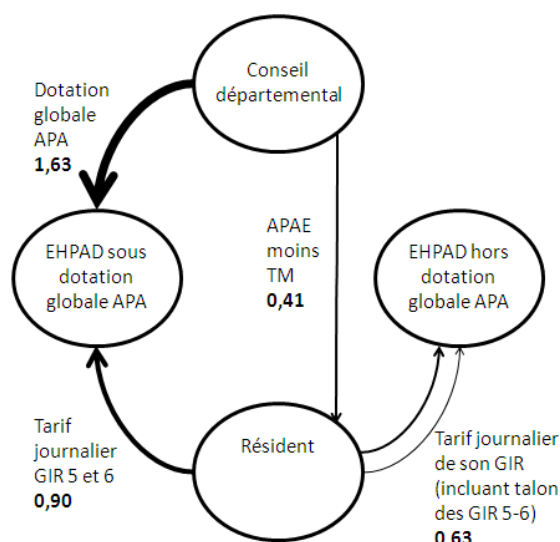 Conseil
départemental
Dotation
globale
APA
1,63
EHPAD sous
dotation
globale APA
APAE
moins
TM
0,41
EHPAD hors
dotation
globale APA
Tarif
journalier
GIR 5 et 6
0,90
Résident
Tarif journalier
de son GIR
(incluant talon
des GIR 5-6)
0,63